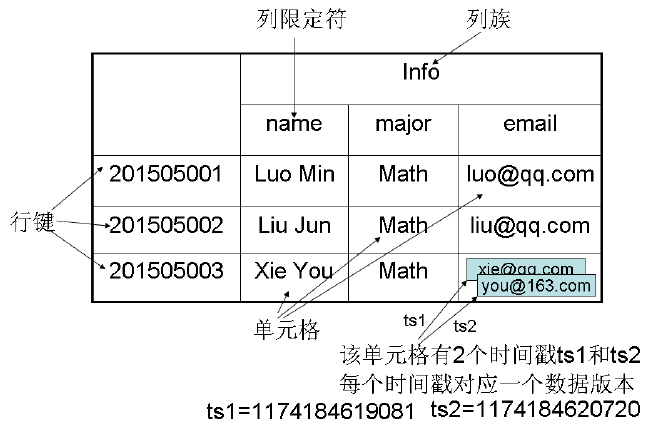 列限定符 列族
Info
name major email
201505001 Luo Min Math luo@qq.com
行键 201505002 Liu Jun Math liu@qq.com
201505003 Xie You Math xie@qq.com
you@163.com
单元格 ts1 ts2
该单元格有2个时间戳ts1和ts2
每个时间戳对应一个数据版本
ts1=1174184619081 ts2=1174184620720